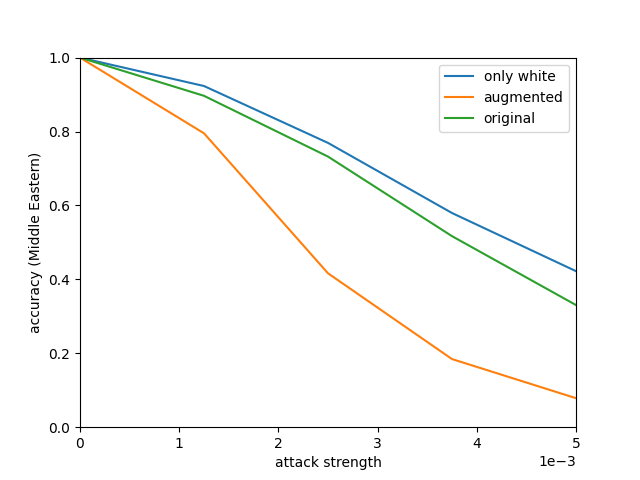 1.0
0.8
0.6
0.4
0.2
0.0
accuracy (Middle Eastern)
only white
augmented
original
0 1 2 3 4 5
attack strength
1e−3